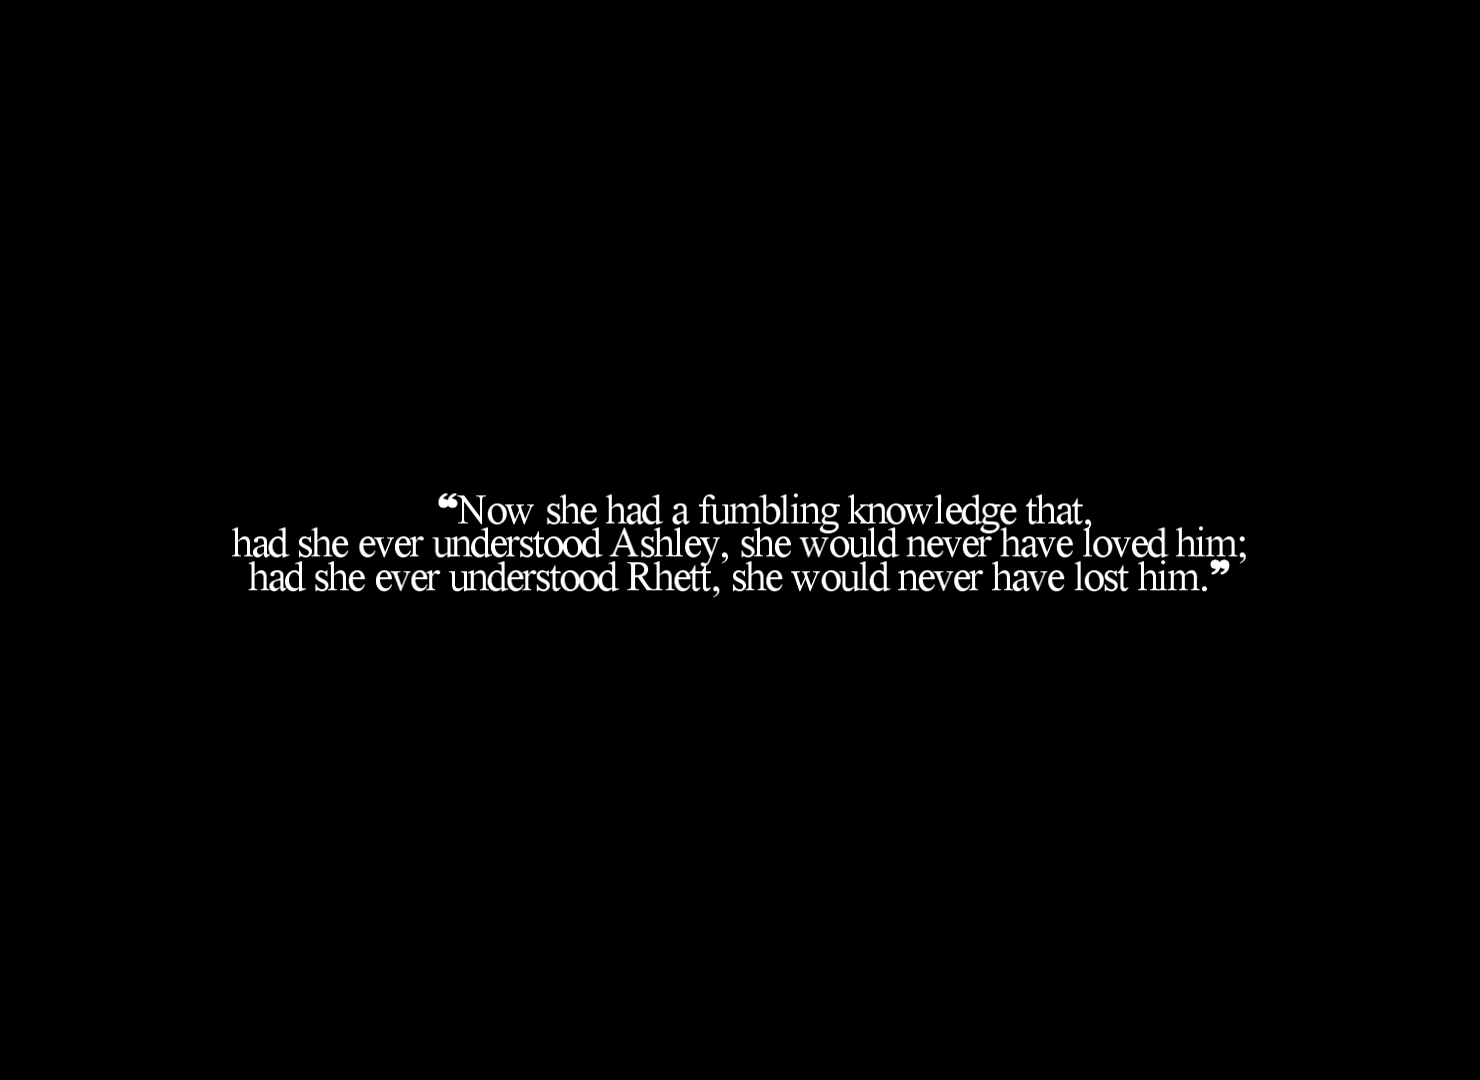 ❝Now she had a fumbling knowledge that,
had she ever understood Ashley, she would never have loved him;
had she ever understood Rhett, she would never have lost him.❞